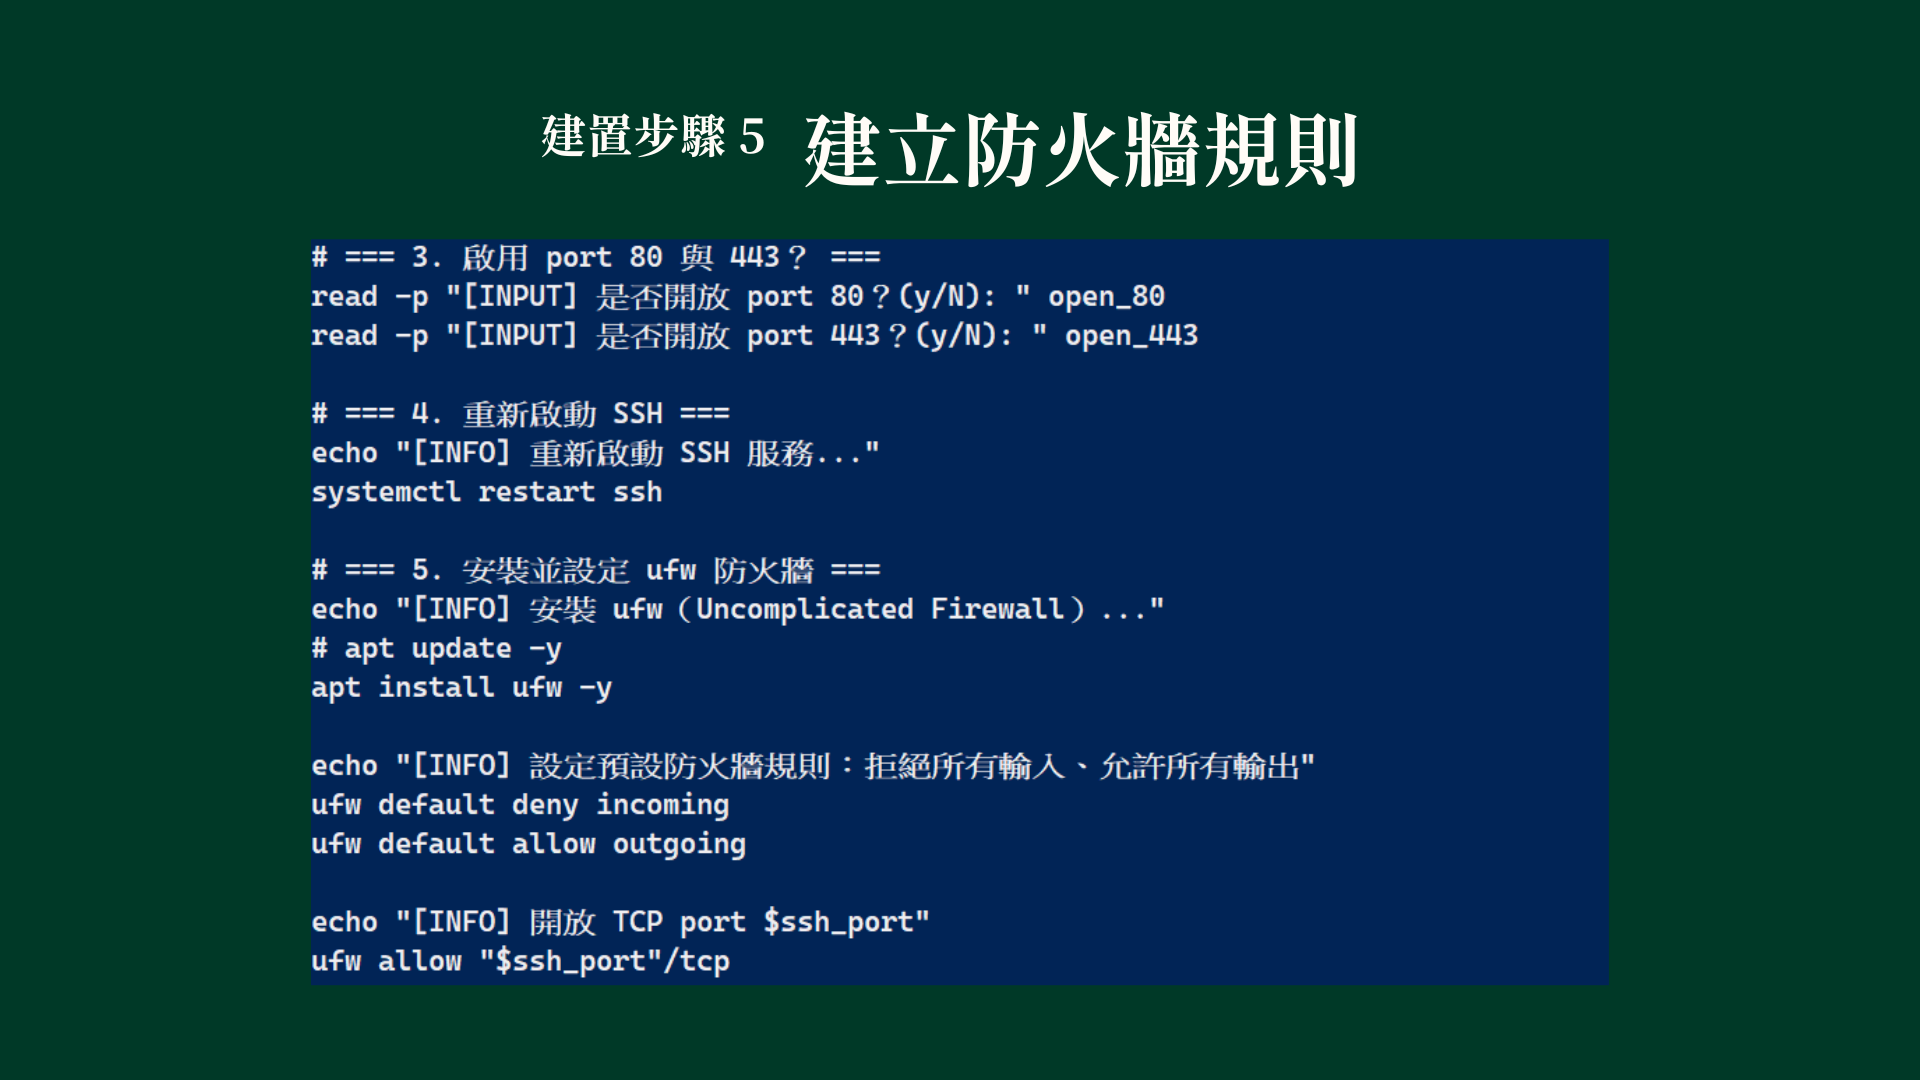 建置步驟 5 建立防火牆規則
# === 3. 啟用 port 80 與 443？ ===
read -p "[INPUT] 是否開放 port 80？(y/N): " open_80
read -p "[INPUT] 是否開放 port 443？(y/N): " open_443
# === 4. 重新啟動 SSH ===
echo "[INFO] 重新啟動 SSH 服務..."
systemctl restart ssh
# === 5. 安裝並設定 ufw 防火牆 ===
echo "[INFO] 安裝 ufw（Uncomplicated Firewall）..."
# apt update -y
apt install ufw -y
echo "[INFO] 設定預設防火牆規則：拒絕所有輸入、允許所有輸出"
ufw default deny incoming
ufw default allow outgoing
echo "[INFO] 開放 TCP port $ssh_port"
ufw allow "$ssh_port"/tcp